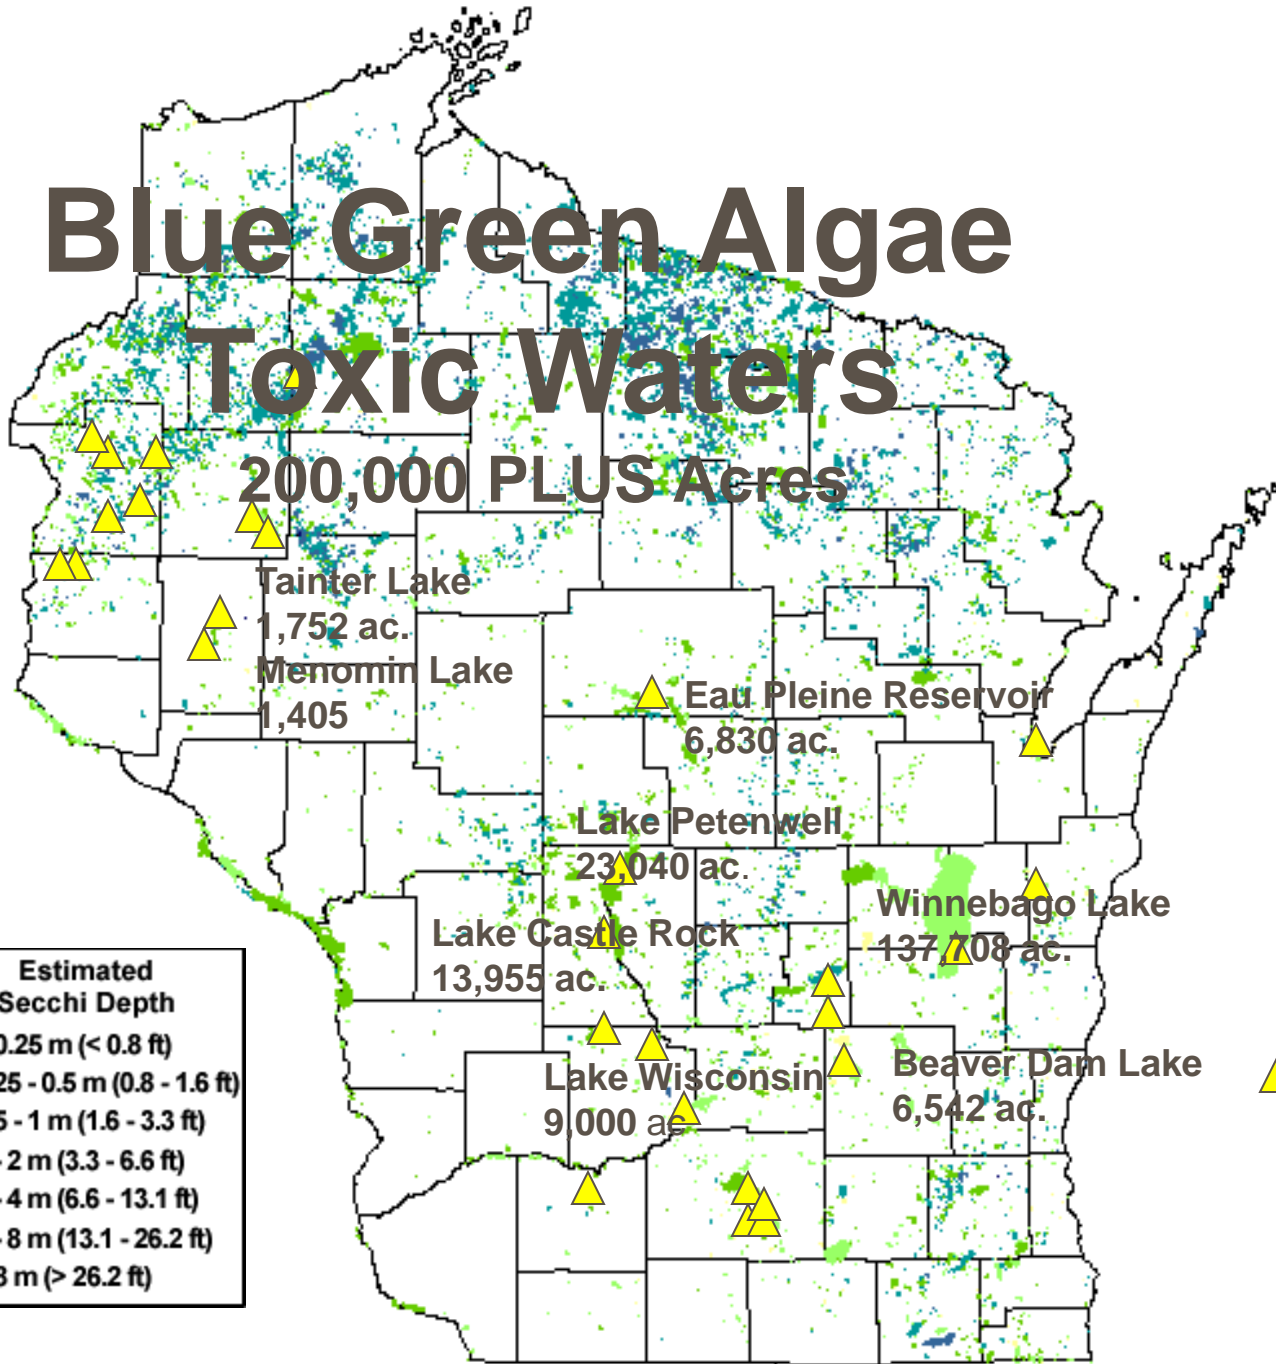 Blue Green Algae
Toxic Waters
200,000 PLUS Acres
Tainter Lake
1,752 ac.
Menomin Lake
1,405
Eau Pleine Reservoir
6,830 ac.
Lake Petenwell
23,040 ac.
Winnebago Lake
137,708 ac.
Lake Castle Rock
13,955 ac.
Lake Wisconsin
9,000 ac
Beaver Dam Lake
6,542 ac.
Estimated
Secchi Depth
0.25 m (< 0.8 ft)
25 - 0.5 m (0.8 - 1.6 ft)
5 - 1 m (1.6 - 3.3 ft)
- 2 m (3.3 - 6.6 ft)
- 4 m (6.6 - 13.1 ft)
- 8 m (13.1 - 26.2 ft)
8 m (> 26.2 ft)